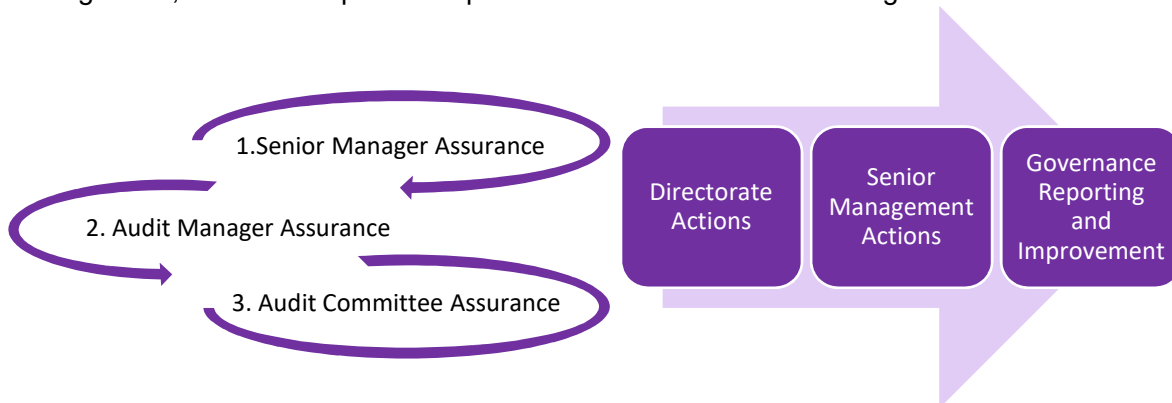 1.Senior Manager Assurance
2. Audit Manager Assurance
3. Audit Committee Assurance
Directorate
Actions
Senior
Management
Actions
Governance
Reporting
and
Improvement